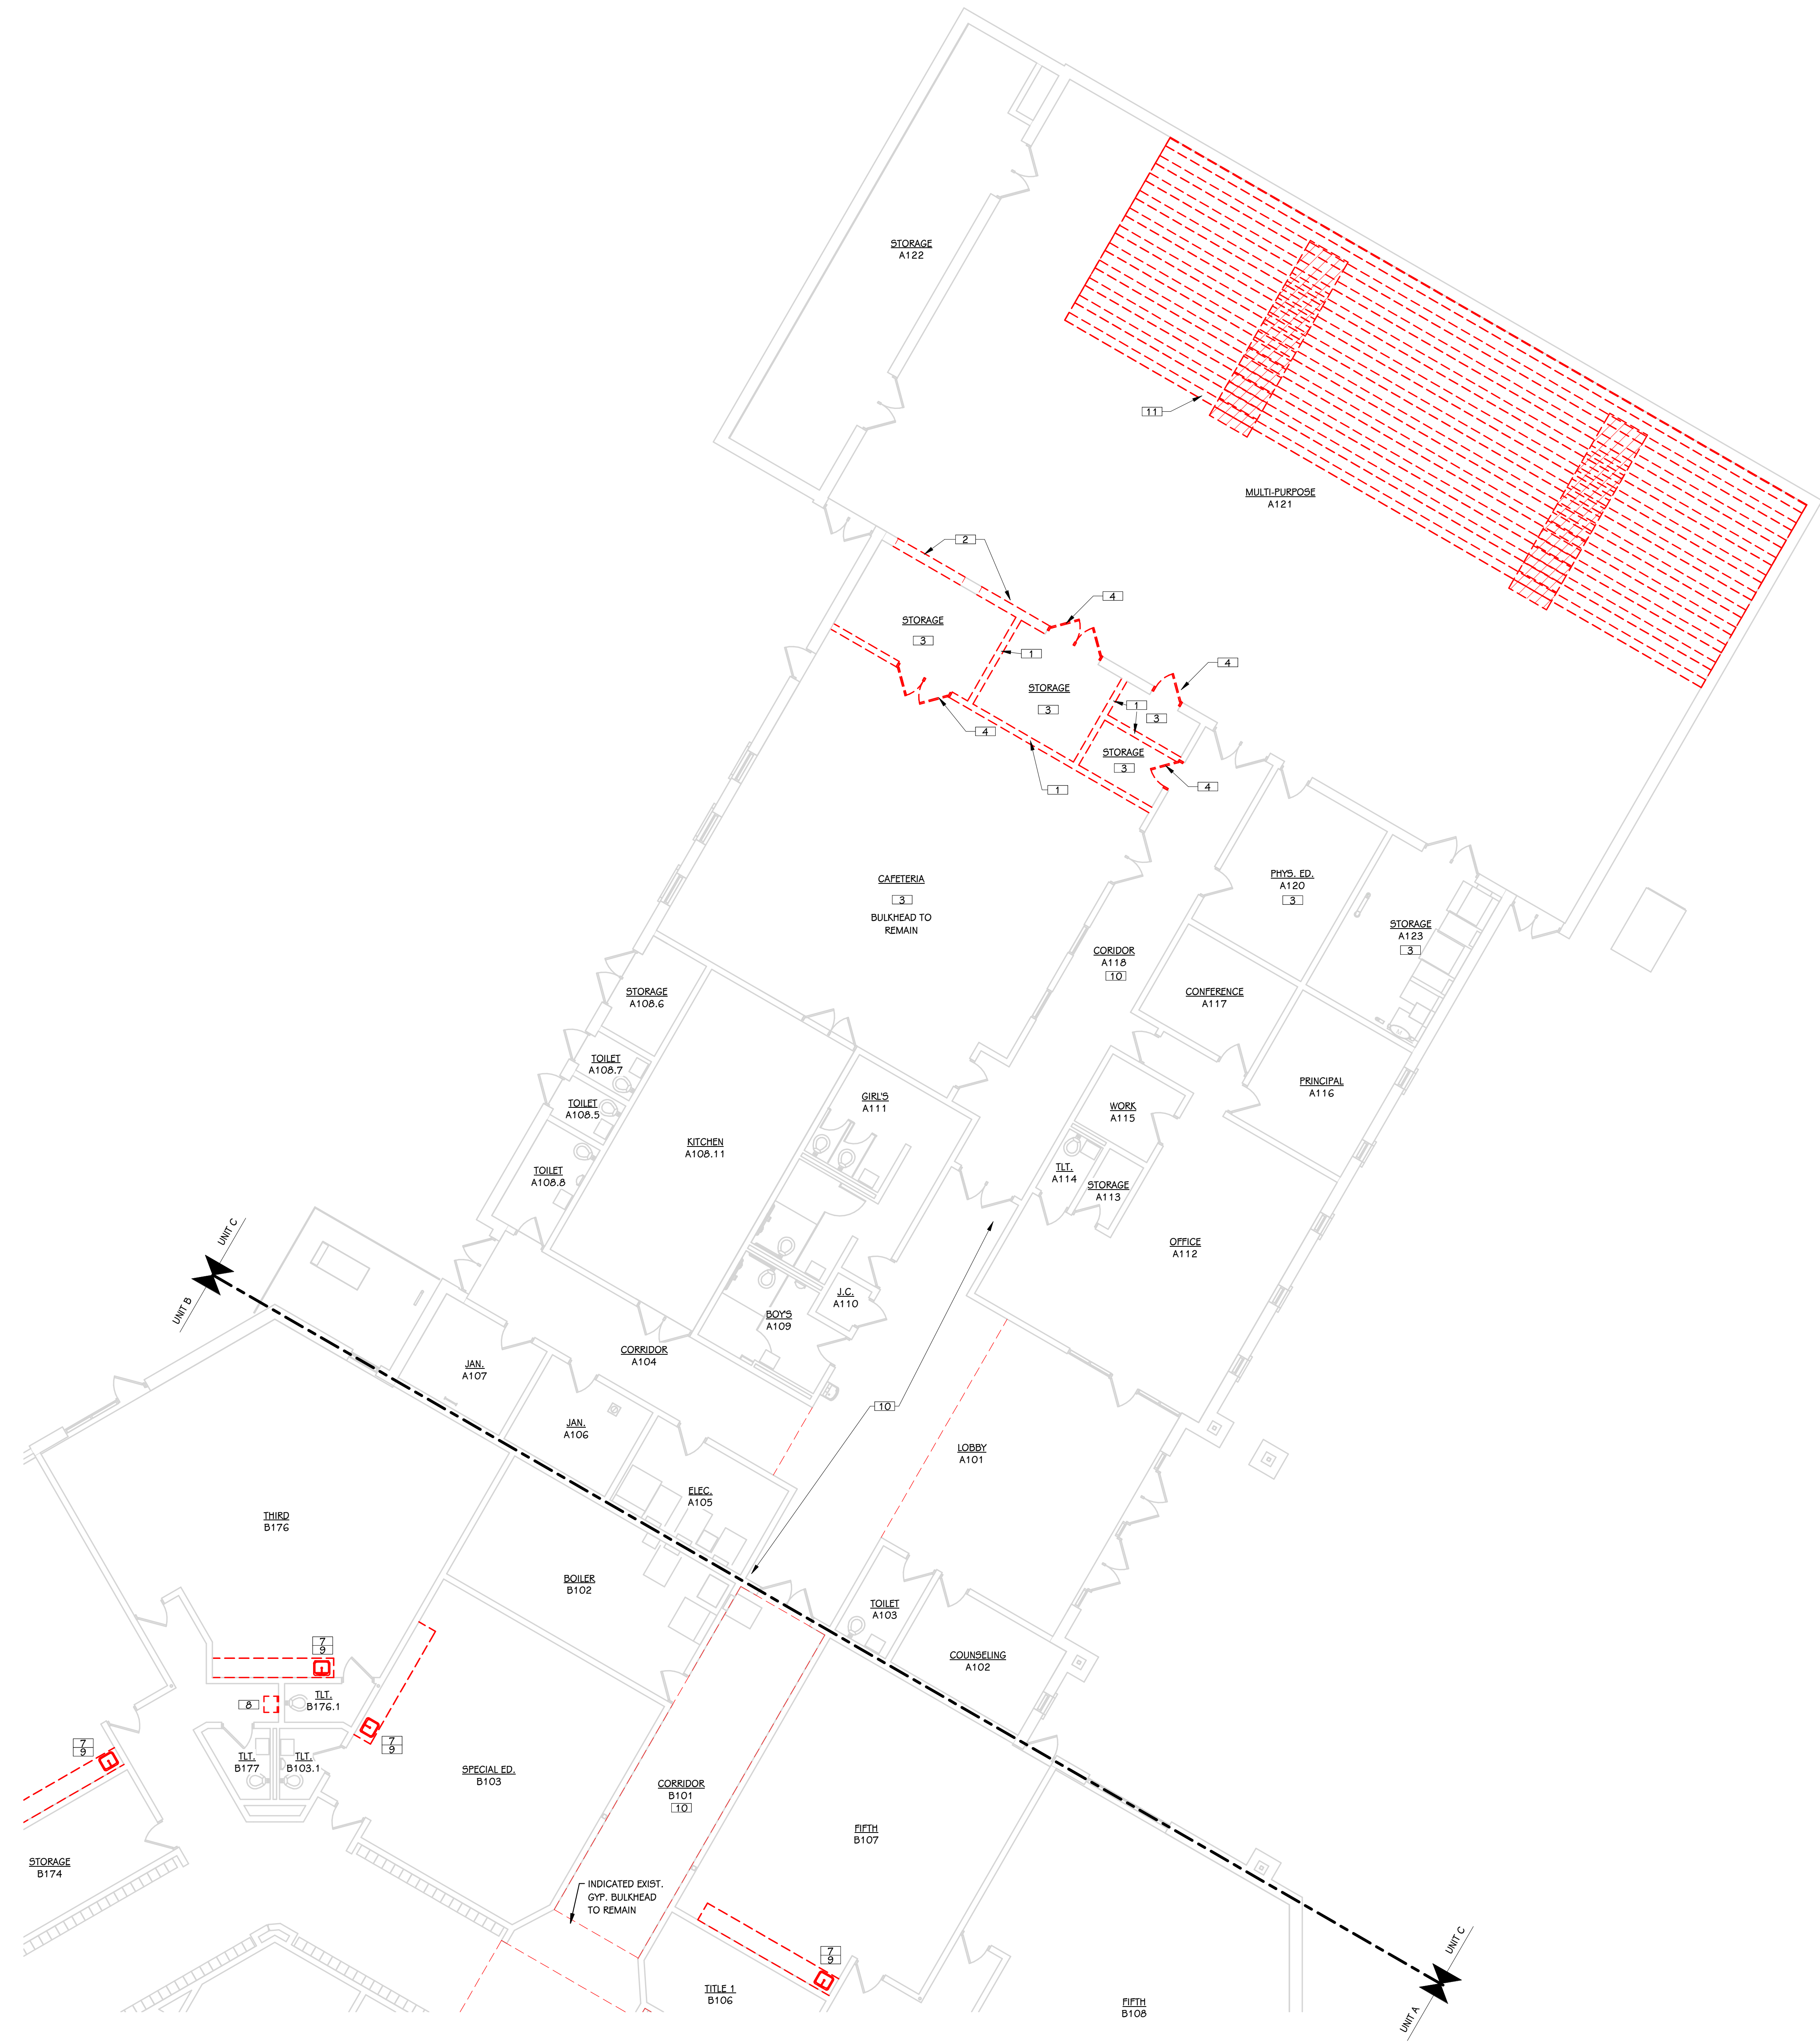 STORAGE
A122
11
MULTI-PURPOSE
A121
2
4
STORAGE
3
1
4
STORAGE
3
1
3
4
STORAGE
3
4
1
CAFETERIA
3
BULKHEAD TO
REMAIN
PHYS. ED.
A120
3
STORAGE
A123
3
CORIDOR
A118
10
CONFERENCE
A117
STORAGE
A108.6
TOILET
A108.7
PRINCIPAL
A116
GIRL'S
A111
WORK
A115
TOILET
A108.5
KITCHEN
A108.11
TOILET
A108.8
TLT.
A114
STORAGE
A113
UNIT C
UNIT B
OFFICE
A112
J.C.
A110
BOY'S
A109
CORRIDOR
A104
JAN.
A107
10
JAN.
A106
LOBBY
A101
ELEC.
A105
THIRD
B176
BOILER
B102
TOILET
A103
COUNSELING
A102
7
9
TLT.
B176.1
8
7
9
7
9
TLT.
B177
TLT.
B103.1
SPECIAL ED.
B103
CORRIDOR
B101
10
FIFTH
B107
STORAGE
B174
INDICATED EXIST.
GYP. BULKHEAD
TO REMAIN
7
9
TITLE 1
B106
FIFTH
B108
UNIT C
UNIT A